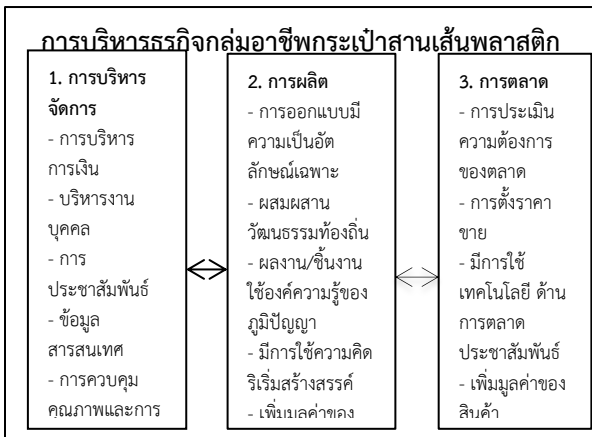 การบริหารธุรกิจกลุ่มอาชีพกระเป๋าสานเส้นพลาสติก
1. การบริหาร
จัดการ
- การบริหาร
การเงิน
- บริหารงาน
บุคคล
- การ
ประชาสัมพันธ์
- ข้อมูล
สารสนเทศ
- การควบคุม
คุณภาพและการ
2. การผลิต
- การออกแบบมี
ความเป็นอัต
ลักษณ์เฉพาะ
- ผสมผสาน
วัฒนธรรมท้องถิ่น
- ผลงาน/ชิ้นงาน
ใช้องค์ความรู้ของ
ภูมิปัญญา
- มีการใช้ความคิด
ริเริ่มสร้างสรรค์
- เพิ่มมูลค่าของ
3. การตลาด
- การประเมิน
ความต้องการ
ของตลาด
- การตั้งราคา
ขาย
- มีการใช้
เทคโนโลยี ด้าน
การตลาด
ประชาสัมพันธ์
- เพิ่มมูลค่าของ
สินค้า